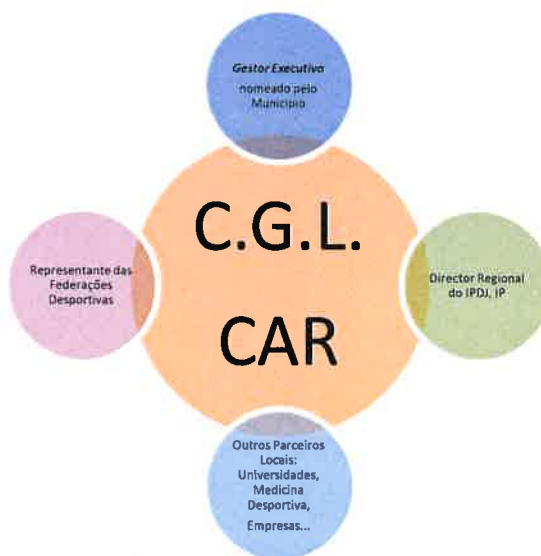 Gestor Executivo
nomeado pelo
Município
C.G.L.
CAR
Representante das
Federações
Desportivas
Director Regional
do IPDJ, IP
Outros Parceiros
Locais:
Universidades,
Medicina
Desportiva,
Empresas...